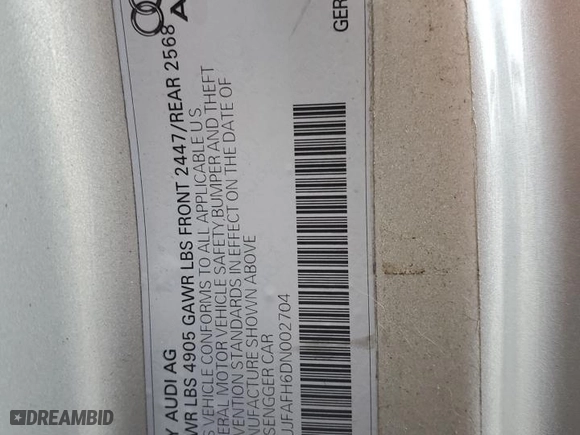 GER
Y AUDI AG
WR LBS 4905 GAWR LBS FRONT 2447/REAR 2568
S VEHICLE CONFORMS TO ALL APPLICABLE U S
ERAL MOTOR VEHICLE SAFETY BUMPER AND THEFT
VENTION STANDARDS IN EFFECT ON THE DATE OF
NUFACTURE SHOWN ABOVE
SENGGER CAR
UJFAFH6DN002704
DREAMBID